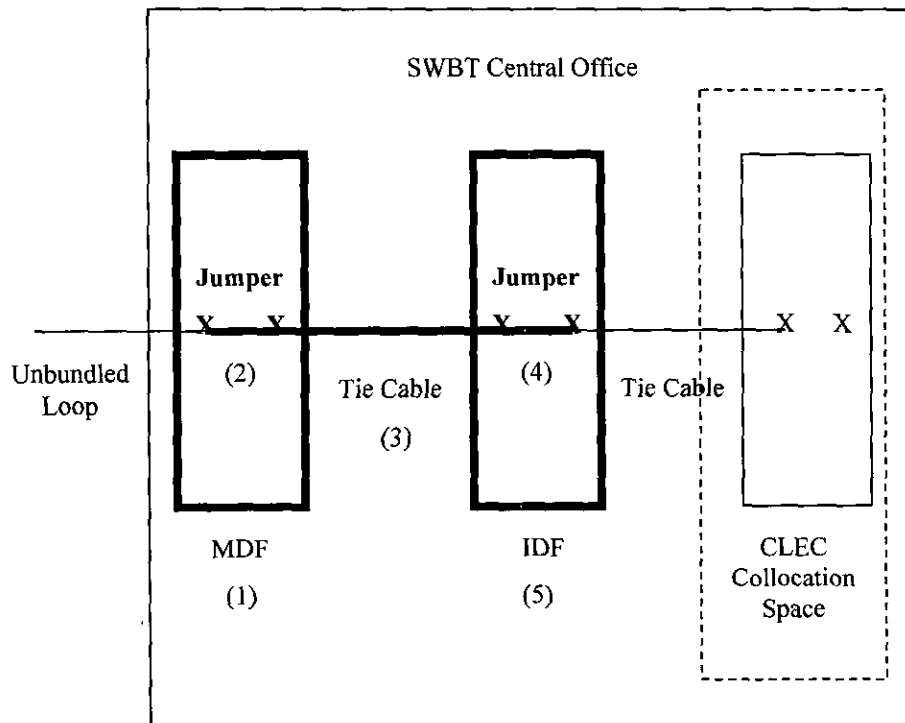 SWBT Central Office
Jumper
Jumper
X X
X X
X X
Unbundled
Loop
(2)
Tie Cable
(3)
(4)
Tie Cable
MDF
(1)
IDF
(5)
CLEC
Collocation
Space